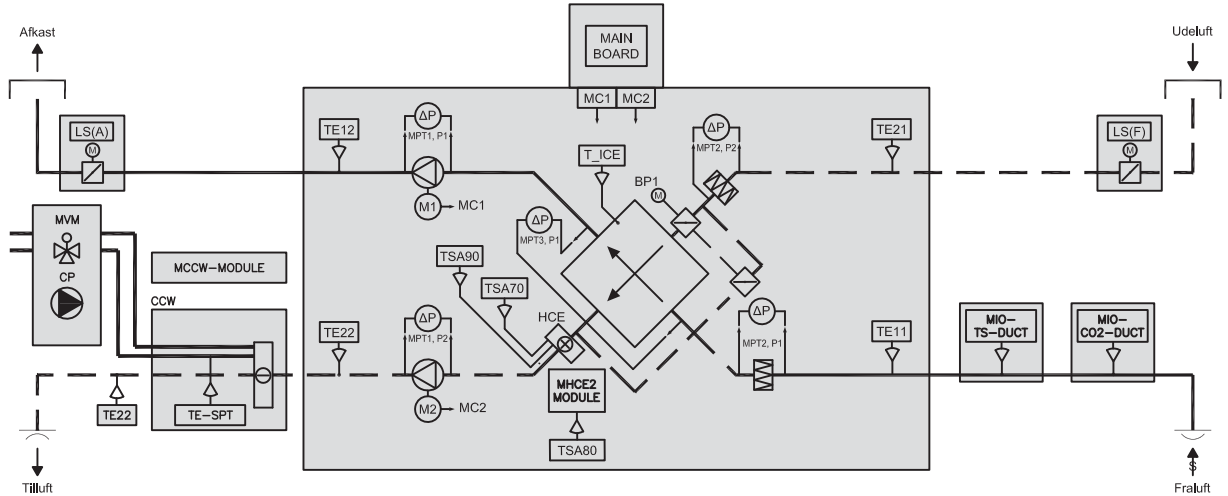 Afkast
Udeluft
MAIN
BOARD
MC1
MC2
LS(A)
M
TE12
ΔP
MPT1, P1
T_ICE
ΔP
MPT2, P2
TE21
LS(F)
M
BP1
M
M1
MC1
ΔP
MPT3, P1
MVM
CP
MCCW-MODULE
CCW
TSA90
TSA70
HCE
TE22
ΔP
MPT1, P2
ΔP
MPT2, P1
TE11
MIO-
TS-DUCT
MIO-
CO2-DUCT
MHCE2
MODULE
M2
MC2
TE22
TE-SPT
TSA80
Tilluft
S
Fraluft